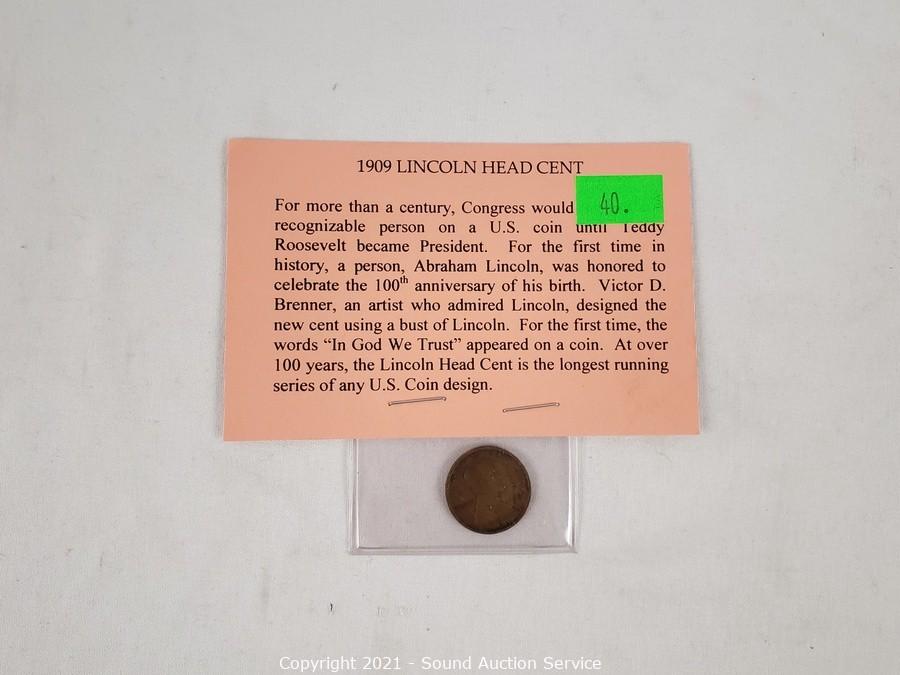 1909 LINCOLN HEAD CENT
40.
For more than a century, Congress would
recognizable person on a U.S. coin until Teddy
Roosevelt became President. For the first time in
history, a person, Abraham Lincoln, was honored to
celebrate the 100th anniversary of his birth. Victor D.
Brenner, an artist who admired Lincoln, designed the
new cent using a bust of Lincoln. For the first time, the
words “In God We Trust” appeared on a coin. At over
100 years, the Lincoln Head Cent is the longest running
series of any U.S. Coin design.
Copyright 2021 - Sound Auction Service